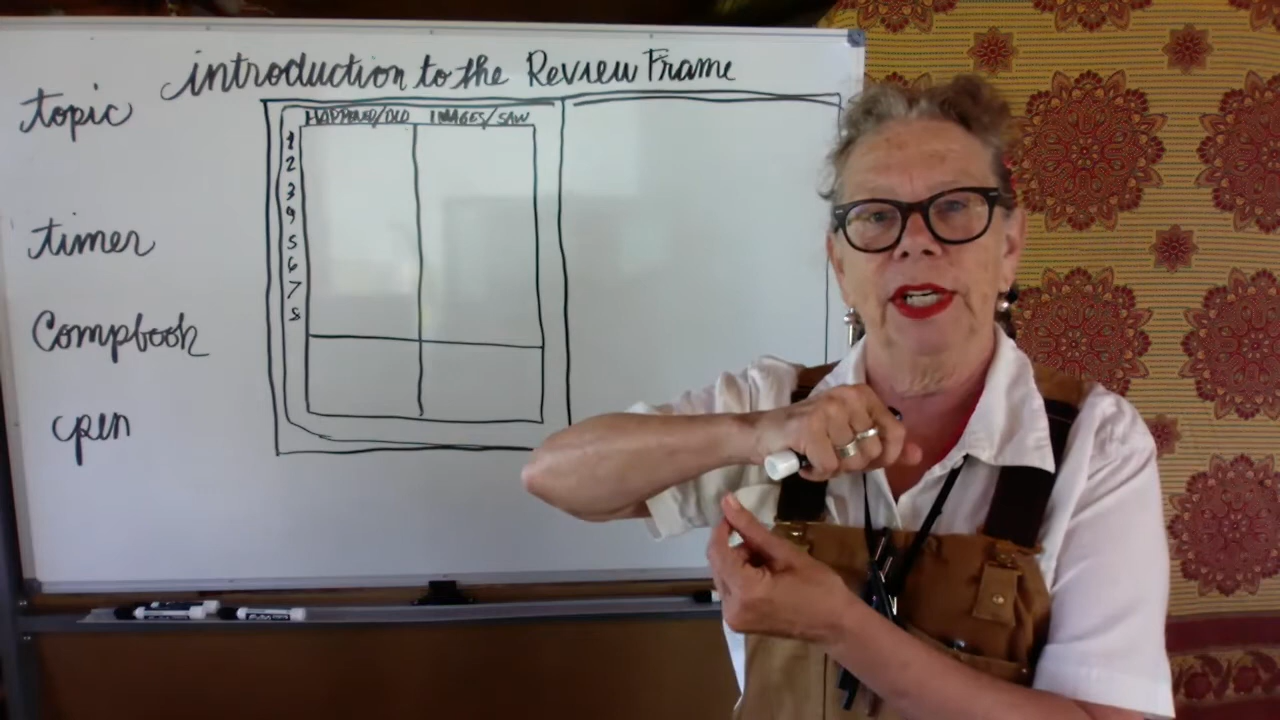 introduction to the Review Frame
topic
timer
Compbook
pen
HAPPENED/DID IMAGES/SAW
1
2
3
4
5
6
7
8